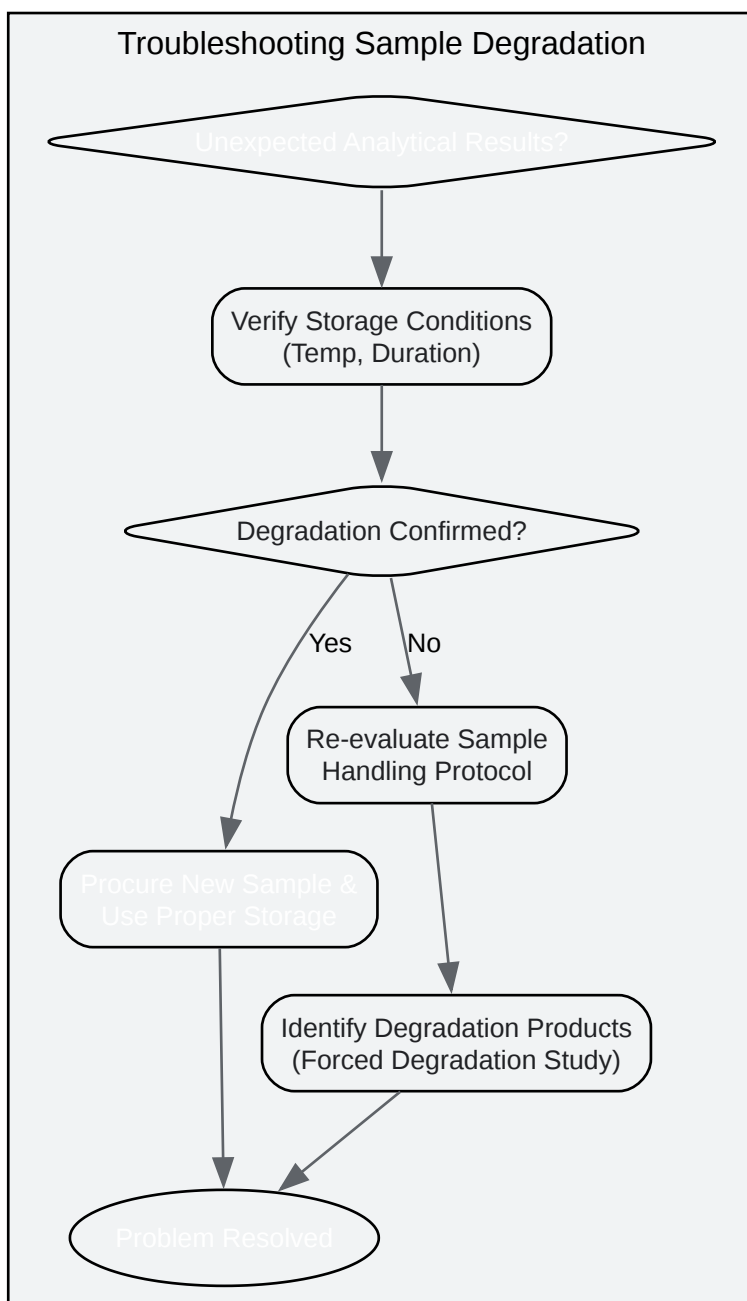 Troubleshooting Sample Degradation
Unexpected Analytical Results?
Verify Storage Conditions
(Temp, Duration)
Degradation Confirmed?
Yes
No
Re-evaluate Sample
Handling Protocol
Procure New Sample &
Use Proper Storage
Identify Degradation Products
(Forced Degradation Study)
Problem Resolved